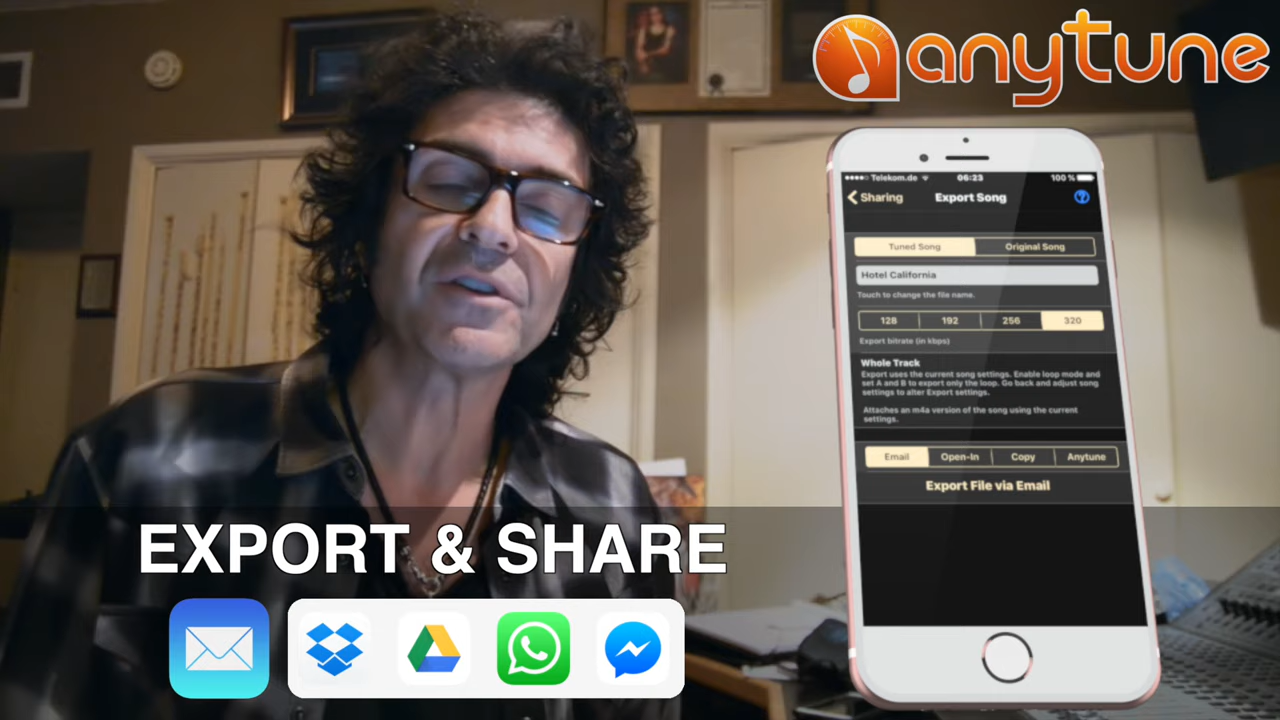 anytune
Telekom.de 06:23 100 %
Sharing Export Song ?
Tuned Song Original Song
Hotel California
Touch to change the file name.
128 192 256 320
Export bitrate (in kbps)
Whole Track
Export uses the current song settings. Enable loop mode and
set A and B to export only the loop. Go back and adjust song
settings to alter Export settings.
Attaches an m4a version of the song using the current
settings.
Email Open-In Copy Anytune
Export File via Email
EXPORT & SHARE